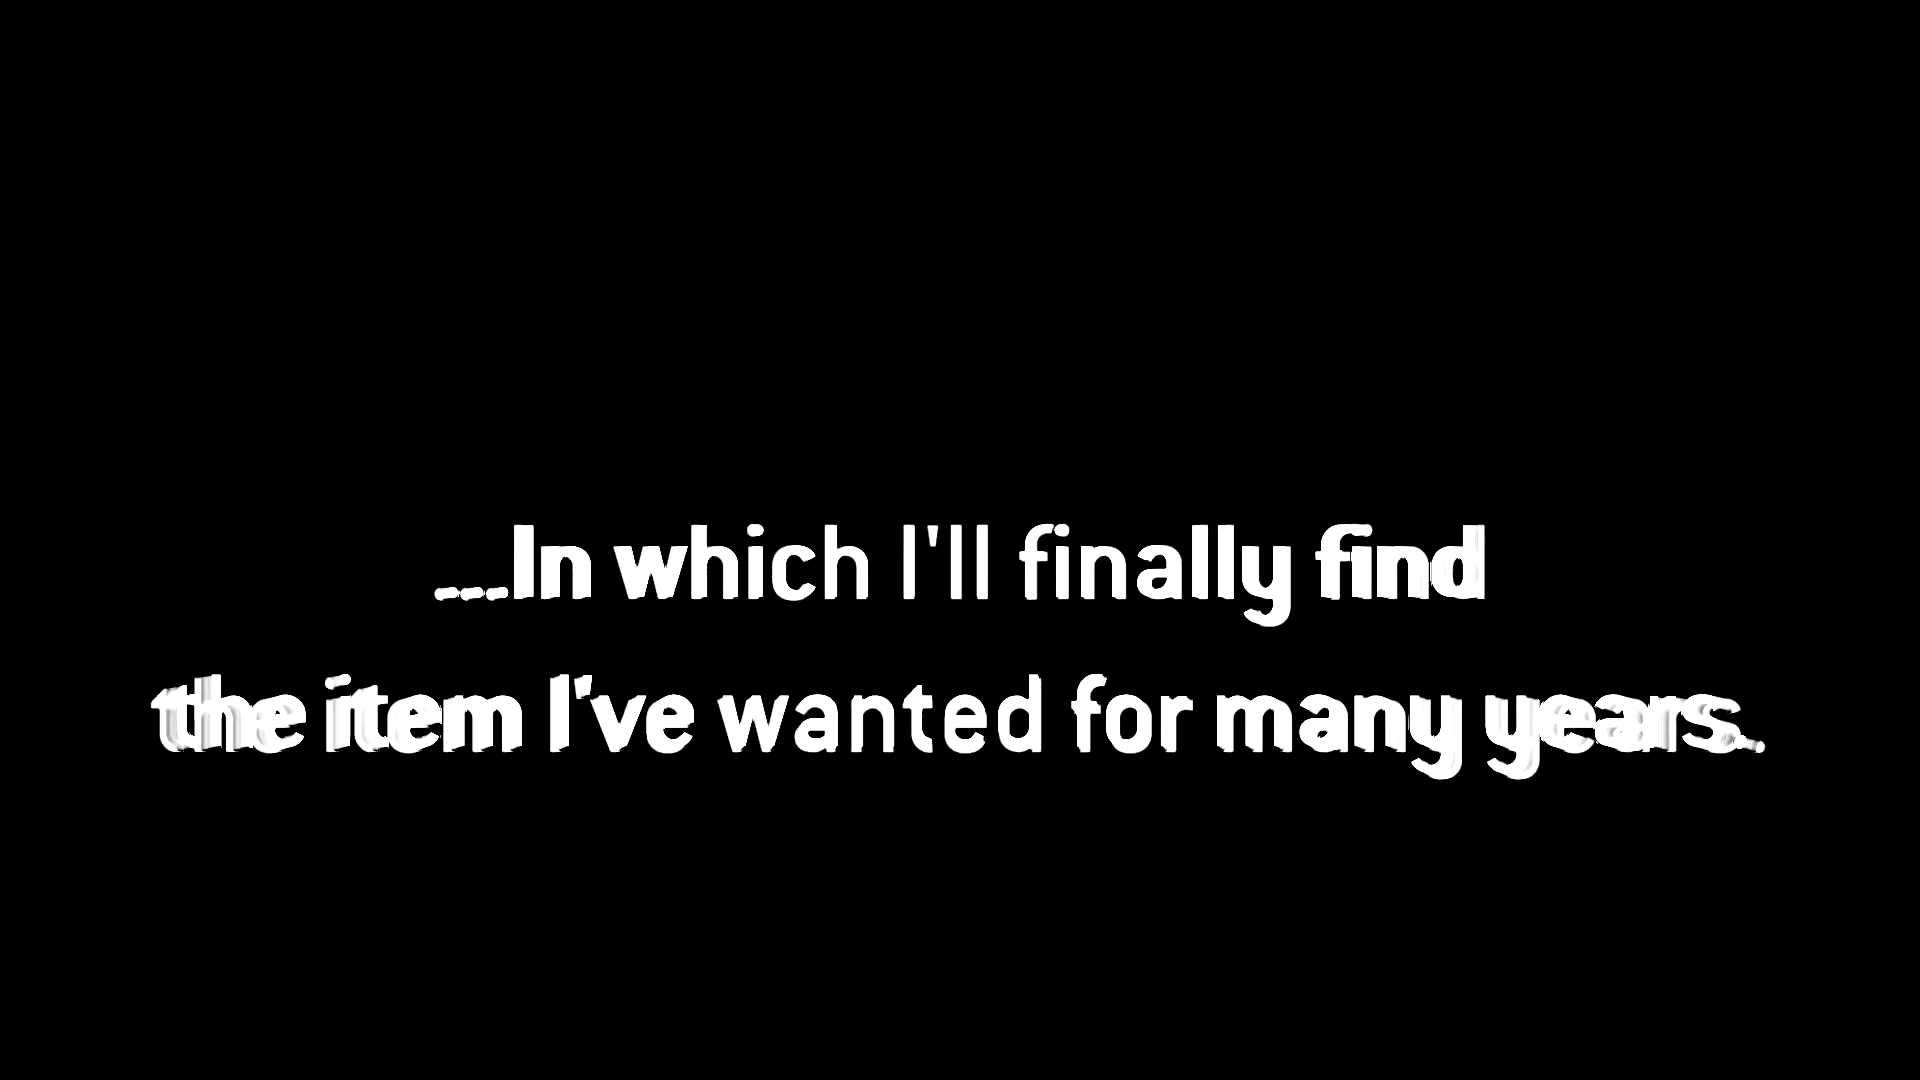 ...In which I'll finally find
the item I've wanted for many years.